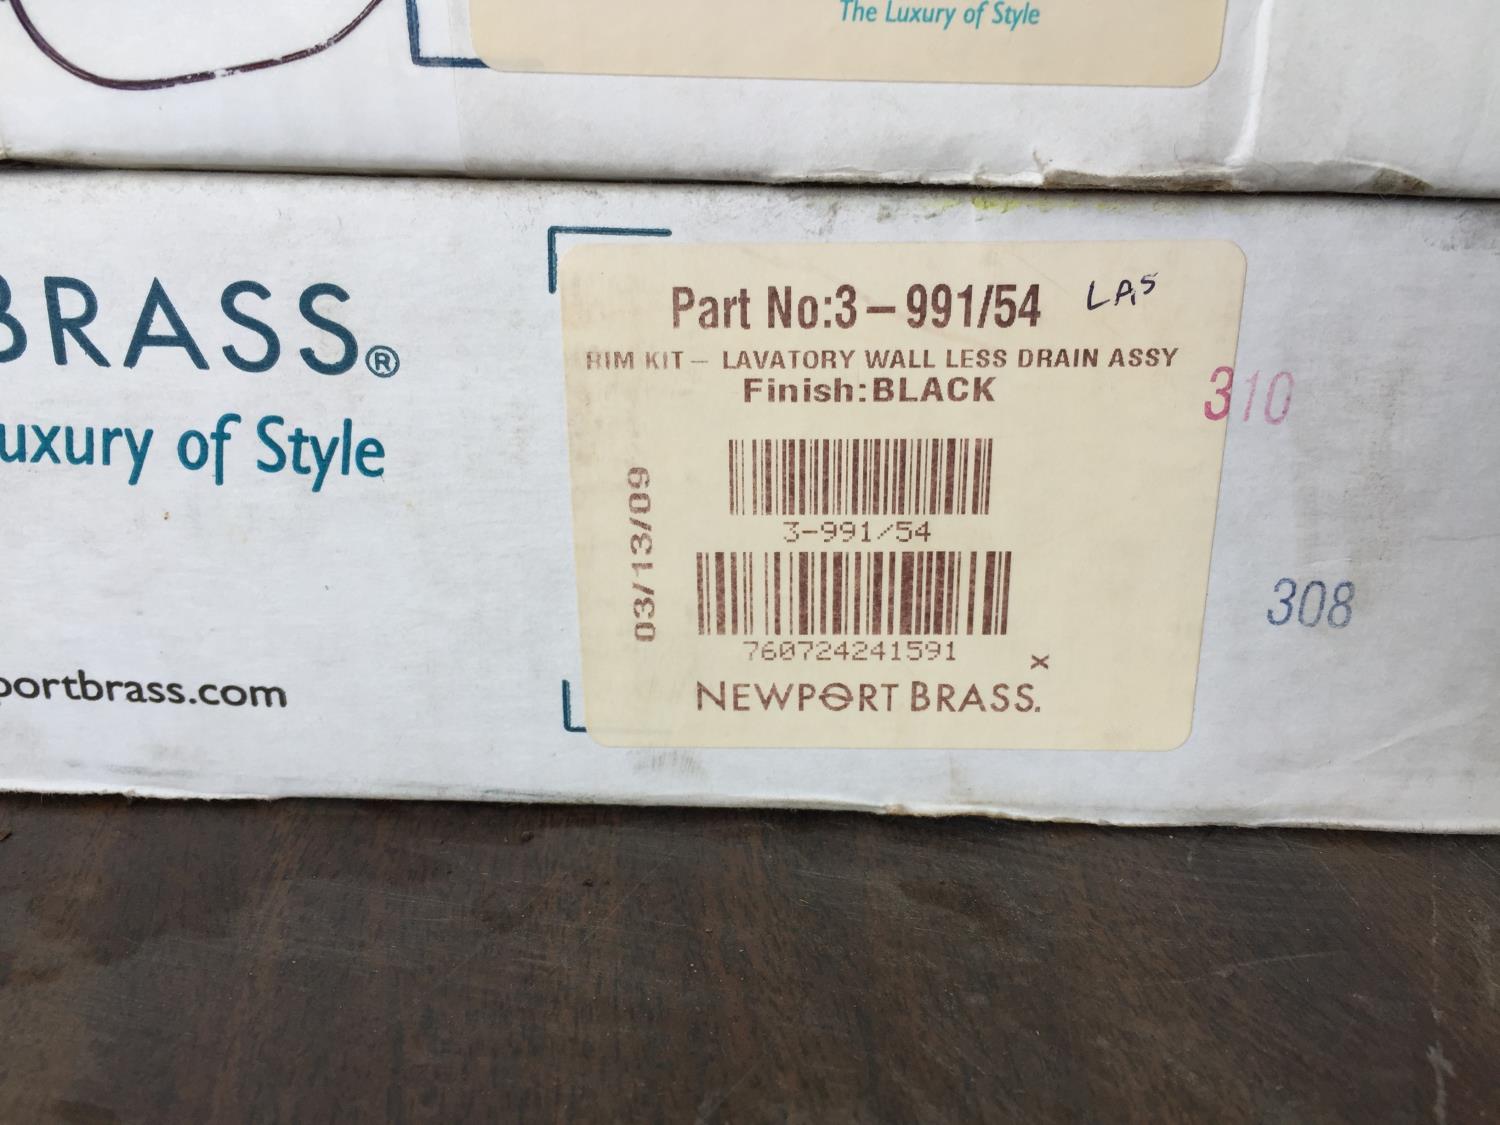 The Luxury of Style
BRASS®
uxury of Style
portbrass.com
Part No:3-991/54
LAS
RIM KIT- LAVATORY WALL LESS DRAIN ASSY
Finish:BLACK
310
3-991/54
03/13/09
308
760724241591
X
NEWPORT BRASS.